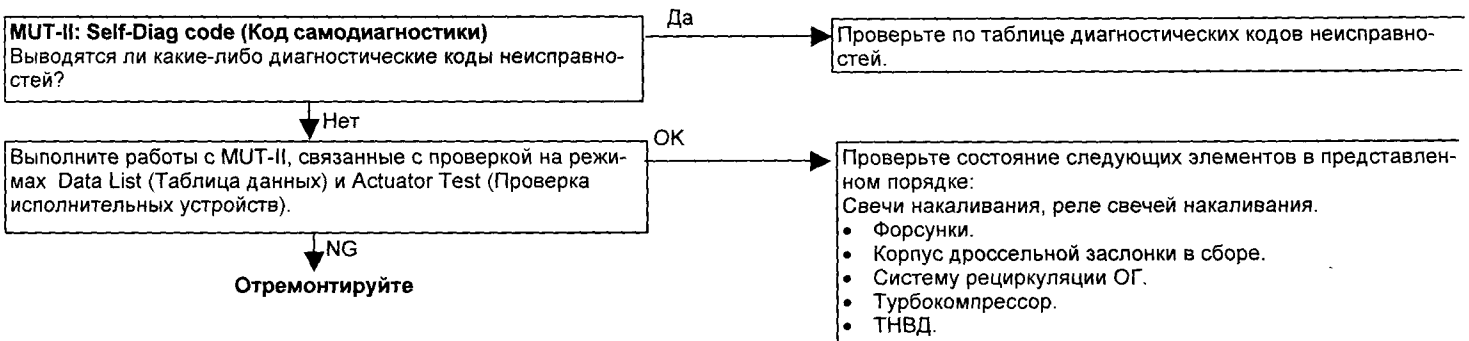 MUT-II: Self-Diag code (Код самодиагностики)
Выводятся ли какие-либо диагностические коды неисправно-
стей?
Да
Проверьте по таблице диагностических кодов неисправно-
стей.
Нет
Выполните работы с MUT-II, связанные с проверкой на режи-
мах Data List (Таблица данных) и Actuator Test (Проверка
исполнительных устройств).
OK
Проверьте состояние следующих элементов в представлен-
ном порядке:
Свечи накаливания, реле свечей накаливания.
• Форсунки.
• Корпус дроссельной заслонки в сборе.
• Систему рециркуляции ОГ.
• Турбокомпрессор.
• ТНВД.
NG
Отремонтируйте